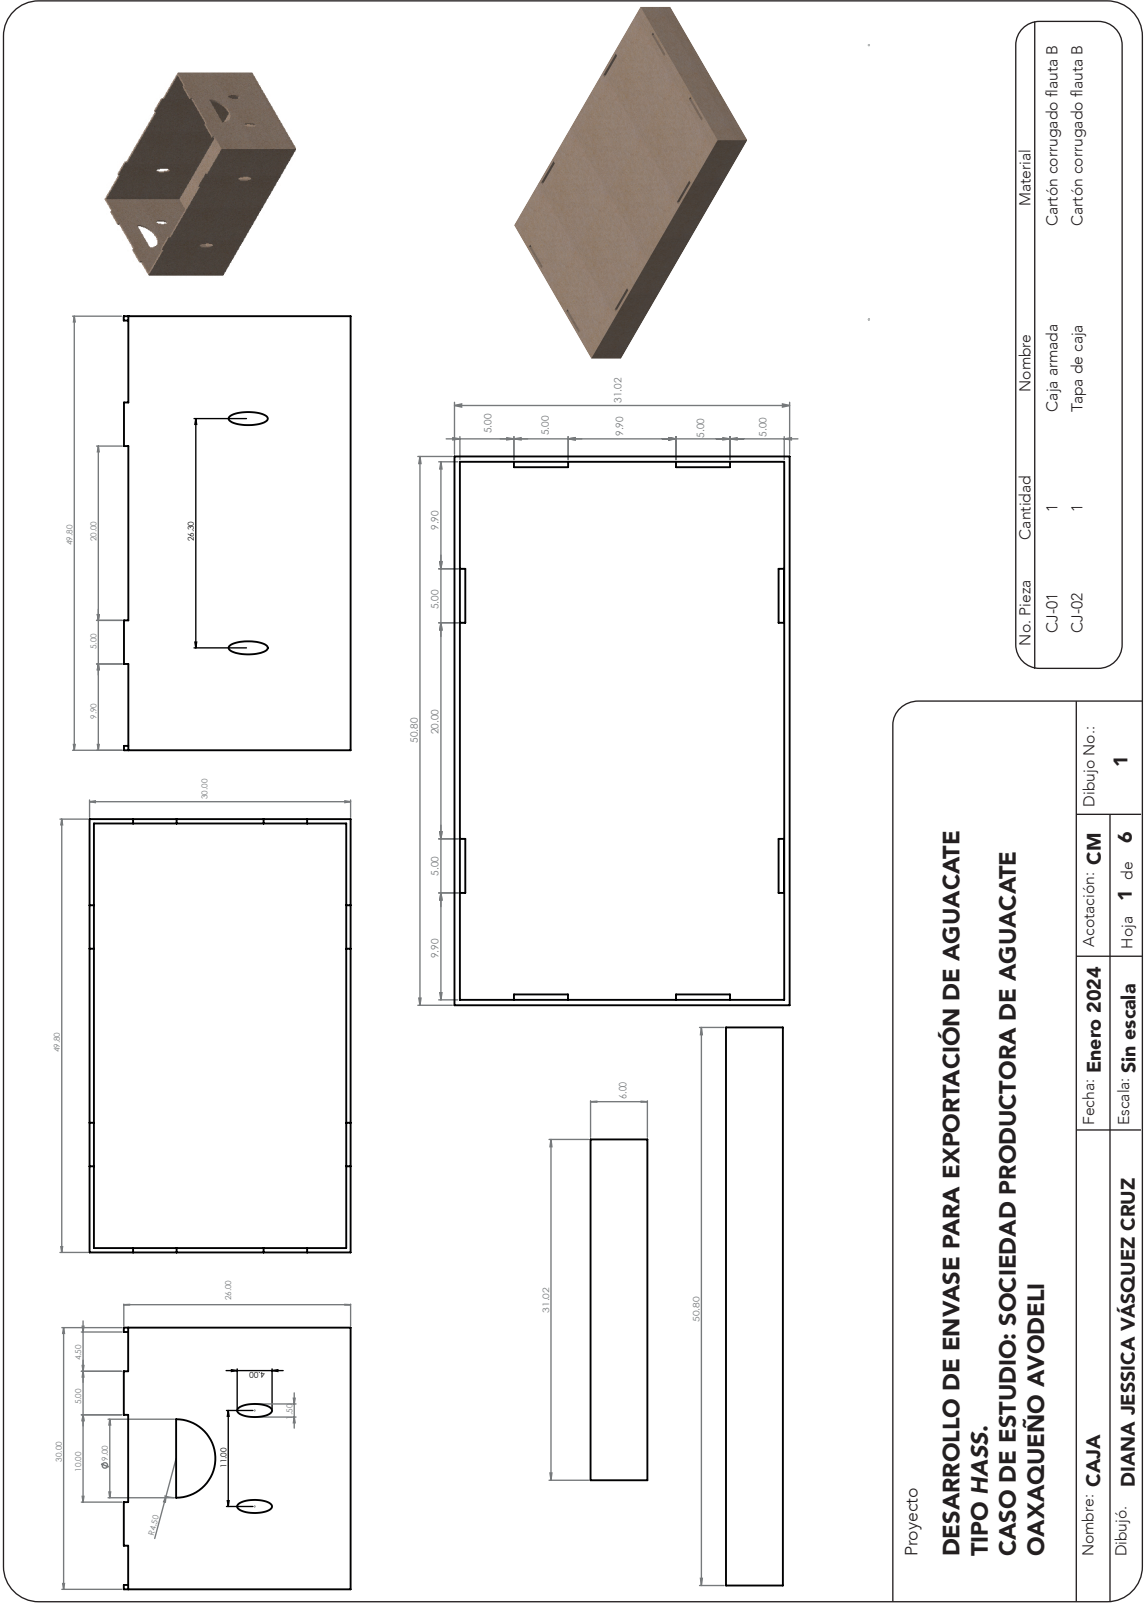 30.00
10.00 5.00 4.50
Ø9.00
R4.50
11.00
4.00
1.50
26.00
49.80
30.00
49.80
9.90 5.00 20.00
26.30
31.02
6.00
50.80
50.80
9.90 5.00 20.00 5.00 9.90
5.00
5.00
9.90
5.00
5.00
31.02
Proyecto
DESARROLLO DE ENVASE PARA EXPORTACIÓN DE AGUACATE
TIPO HASS.
CASO DE ESTUDIO: SOCIEDAD PRODUCTORA DE AGUACATE
OAXAQUEÑO AVODELI
Nombre: CAJA Fecha: Enero 2024 Acotación: CM Dibujo No.:
Dibujó. DIANA JESSICA VÁSQUEZ CRUZ Escala: Sin escala Hoja 1 de 6 1
No. Pieza Cantidad Nombre Material
CJ-01 1 Caja armada Cartón corrugado flauta B
CJ-02 1 Tapa de caja Cartón corrugado flauta B